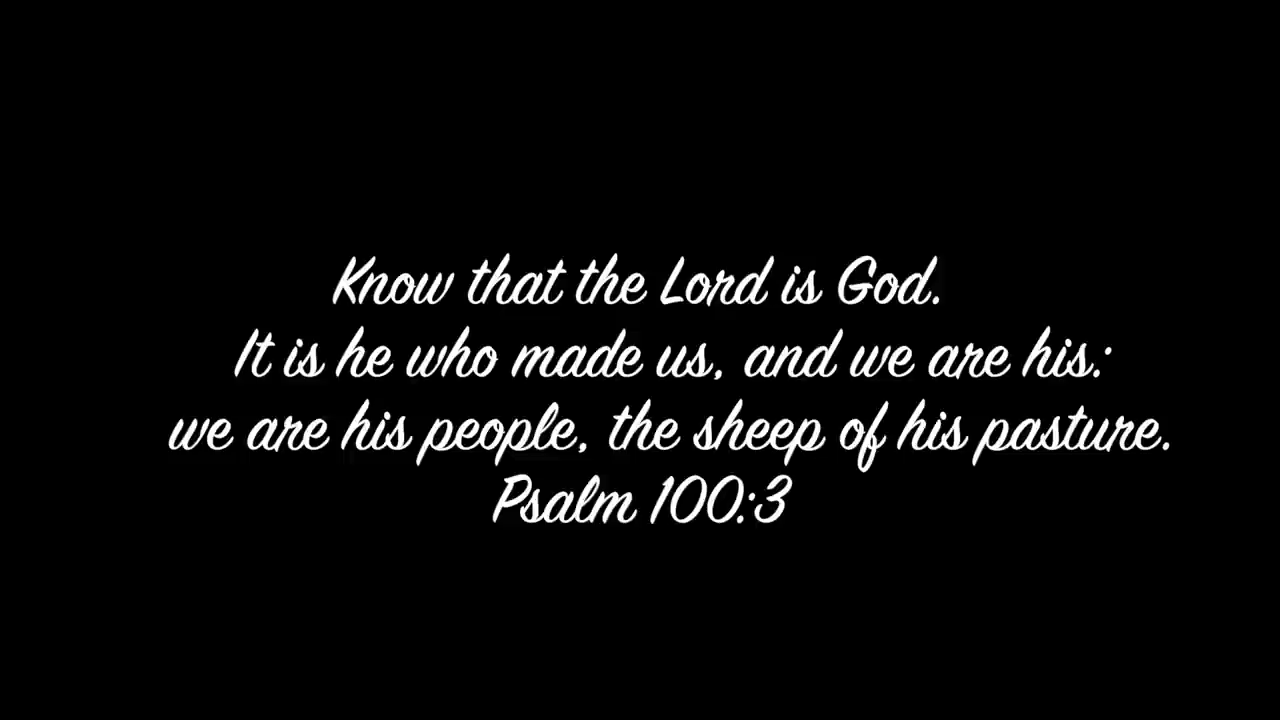 Know that the Lord is God.
It is he who made us, and we are his:
we are his people, the sheep of his pasture.
Psalm 100:3